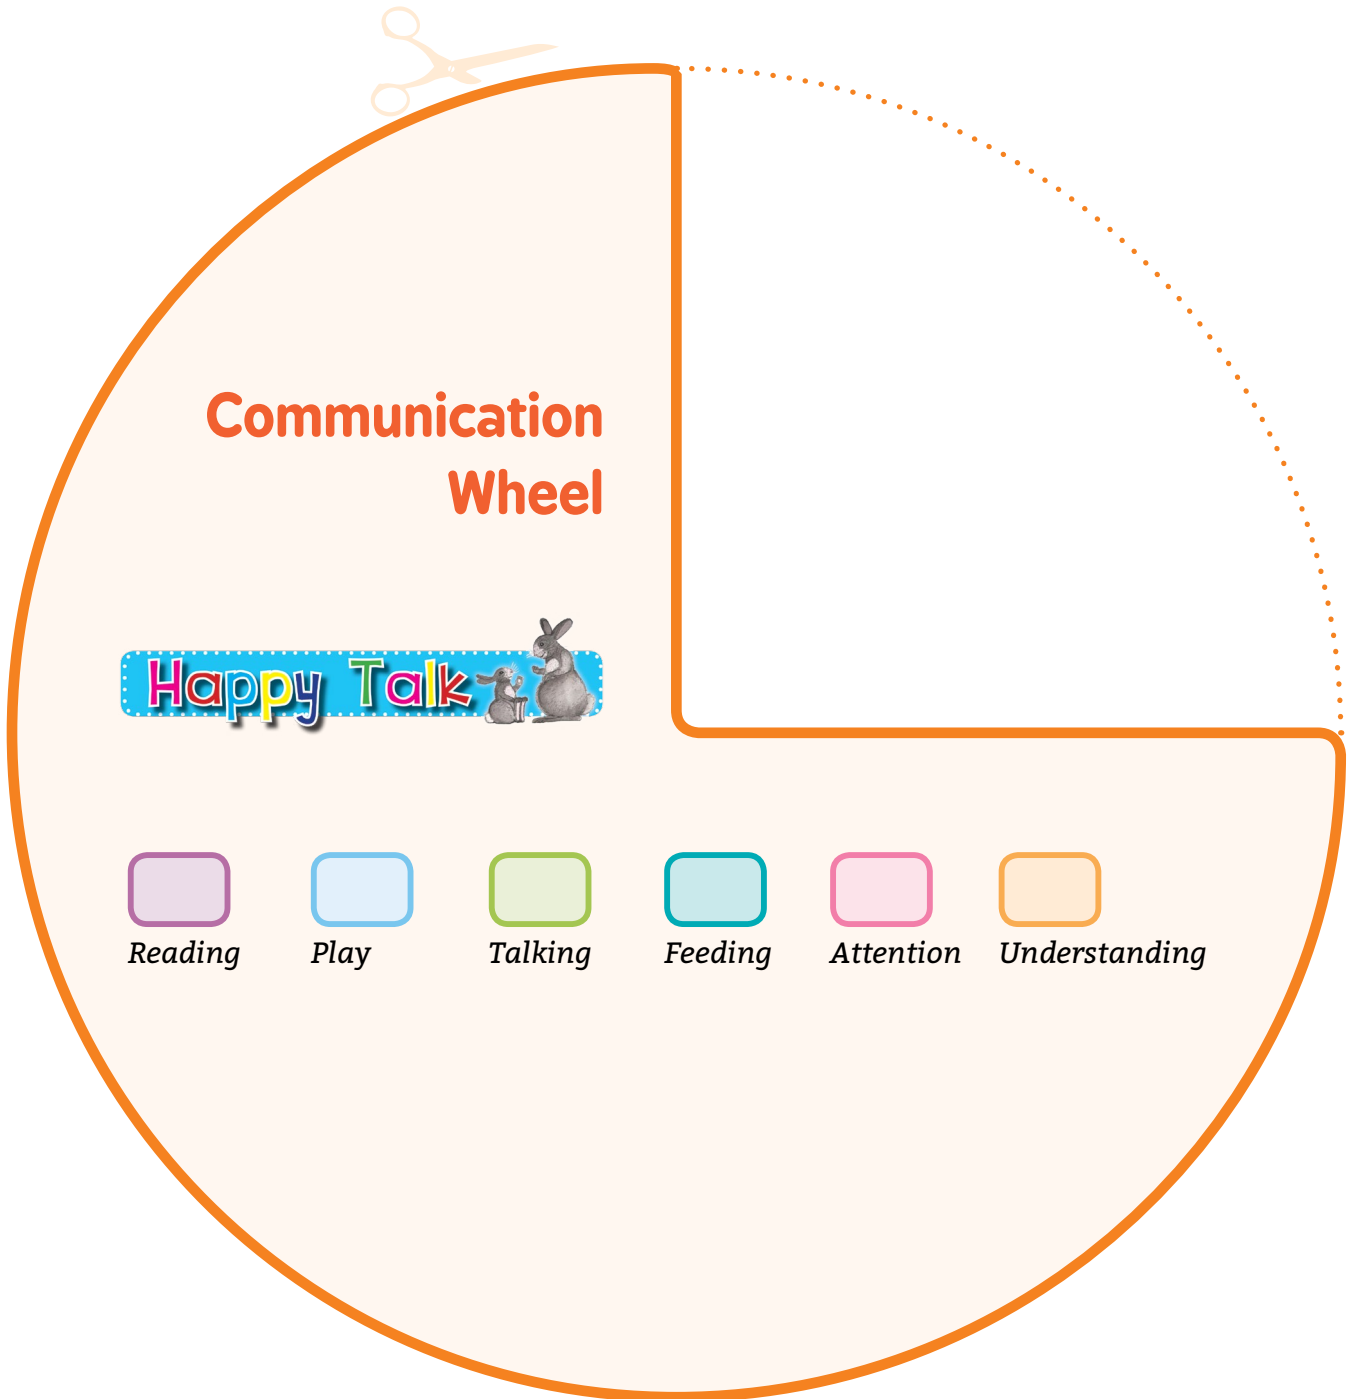 Communication
Wheel
Happy Talk
Reading Play Talking Feeding Attention Understanding